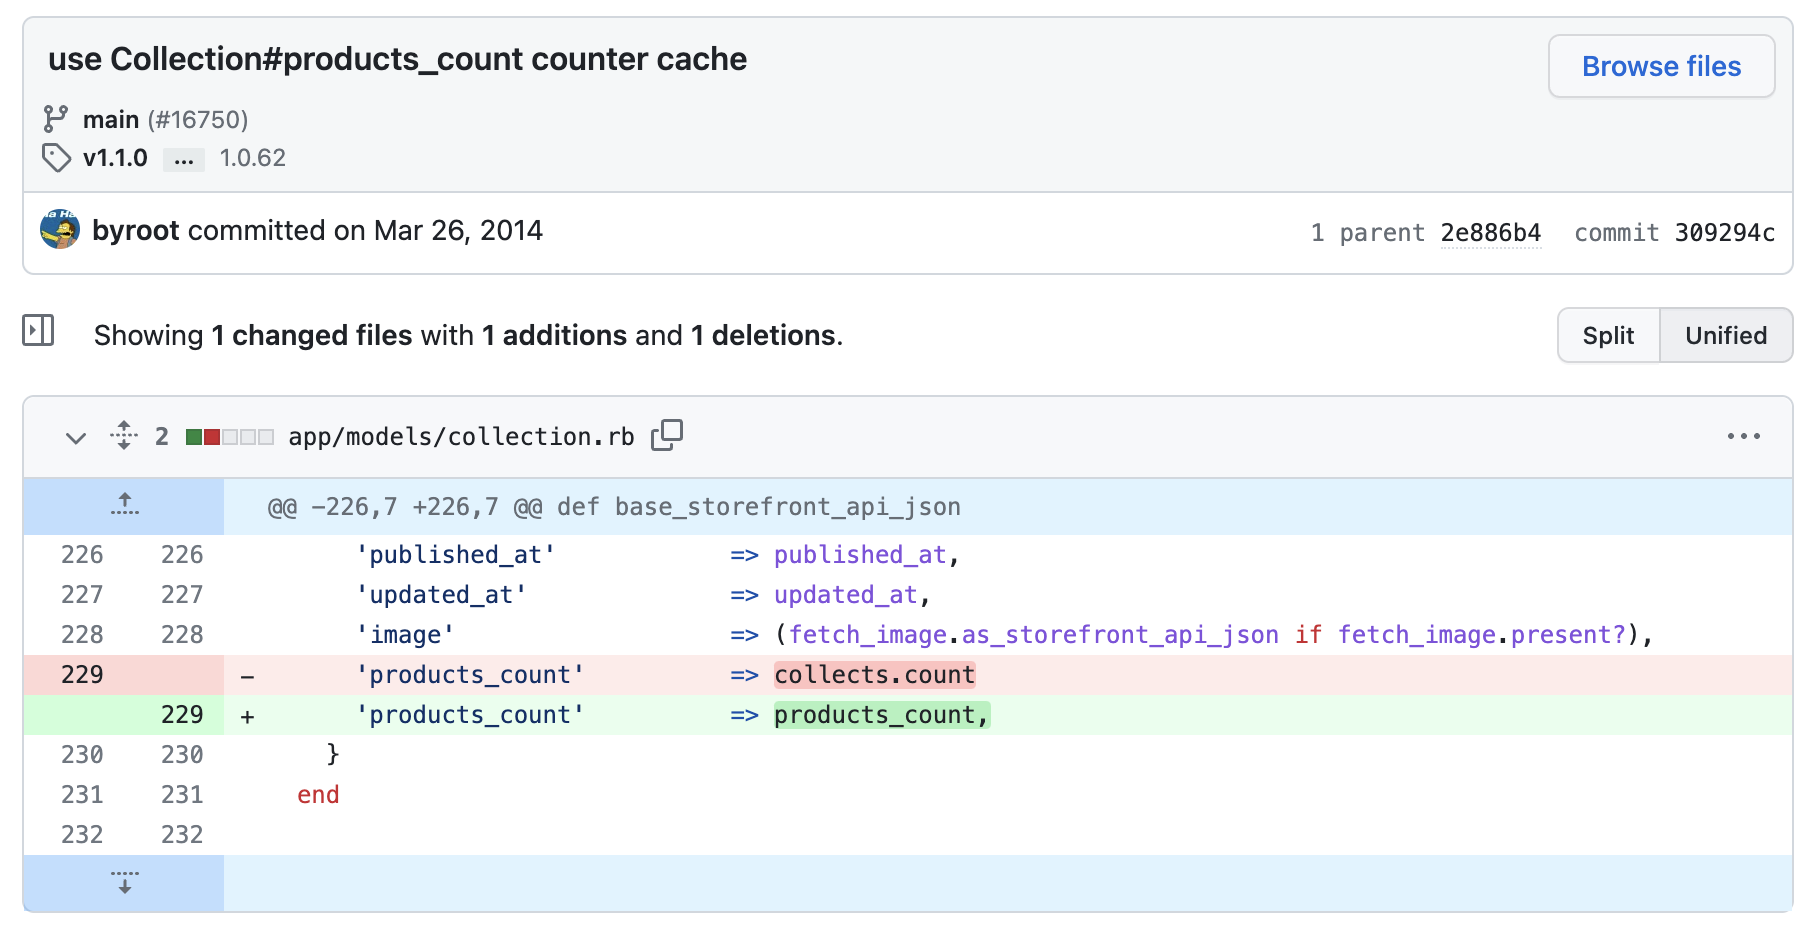 use Collection#products_count counter cache
Browse files
main (#16750)
v1.1.0 ... 1.0.62
byroot committed on Mar 26, 2014
1 parent 2e886b4 commit 309294c
Showing 1 changed files with 1 additions and 1 deletions.
Split Unified
2 app/models/collection.rb
@@ -226,7 +226,7 @@ def base_storefront_api_json
226 226 'published_at' => published_at,
227 227 'updated_at' => updated_at,
228 228 'image' => (fetch_image.as_storefront_api_json if fetch_image.present?),
229 - 'products_count' => collects.count
229 + 'products_count' => products_count,
230 230 }
231 231 end
232 232